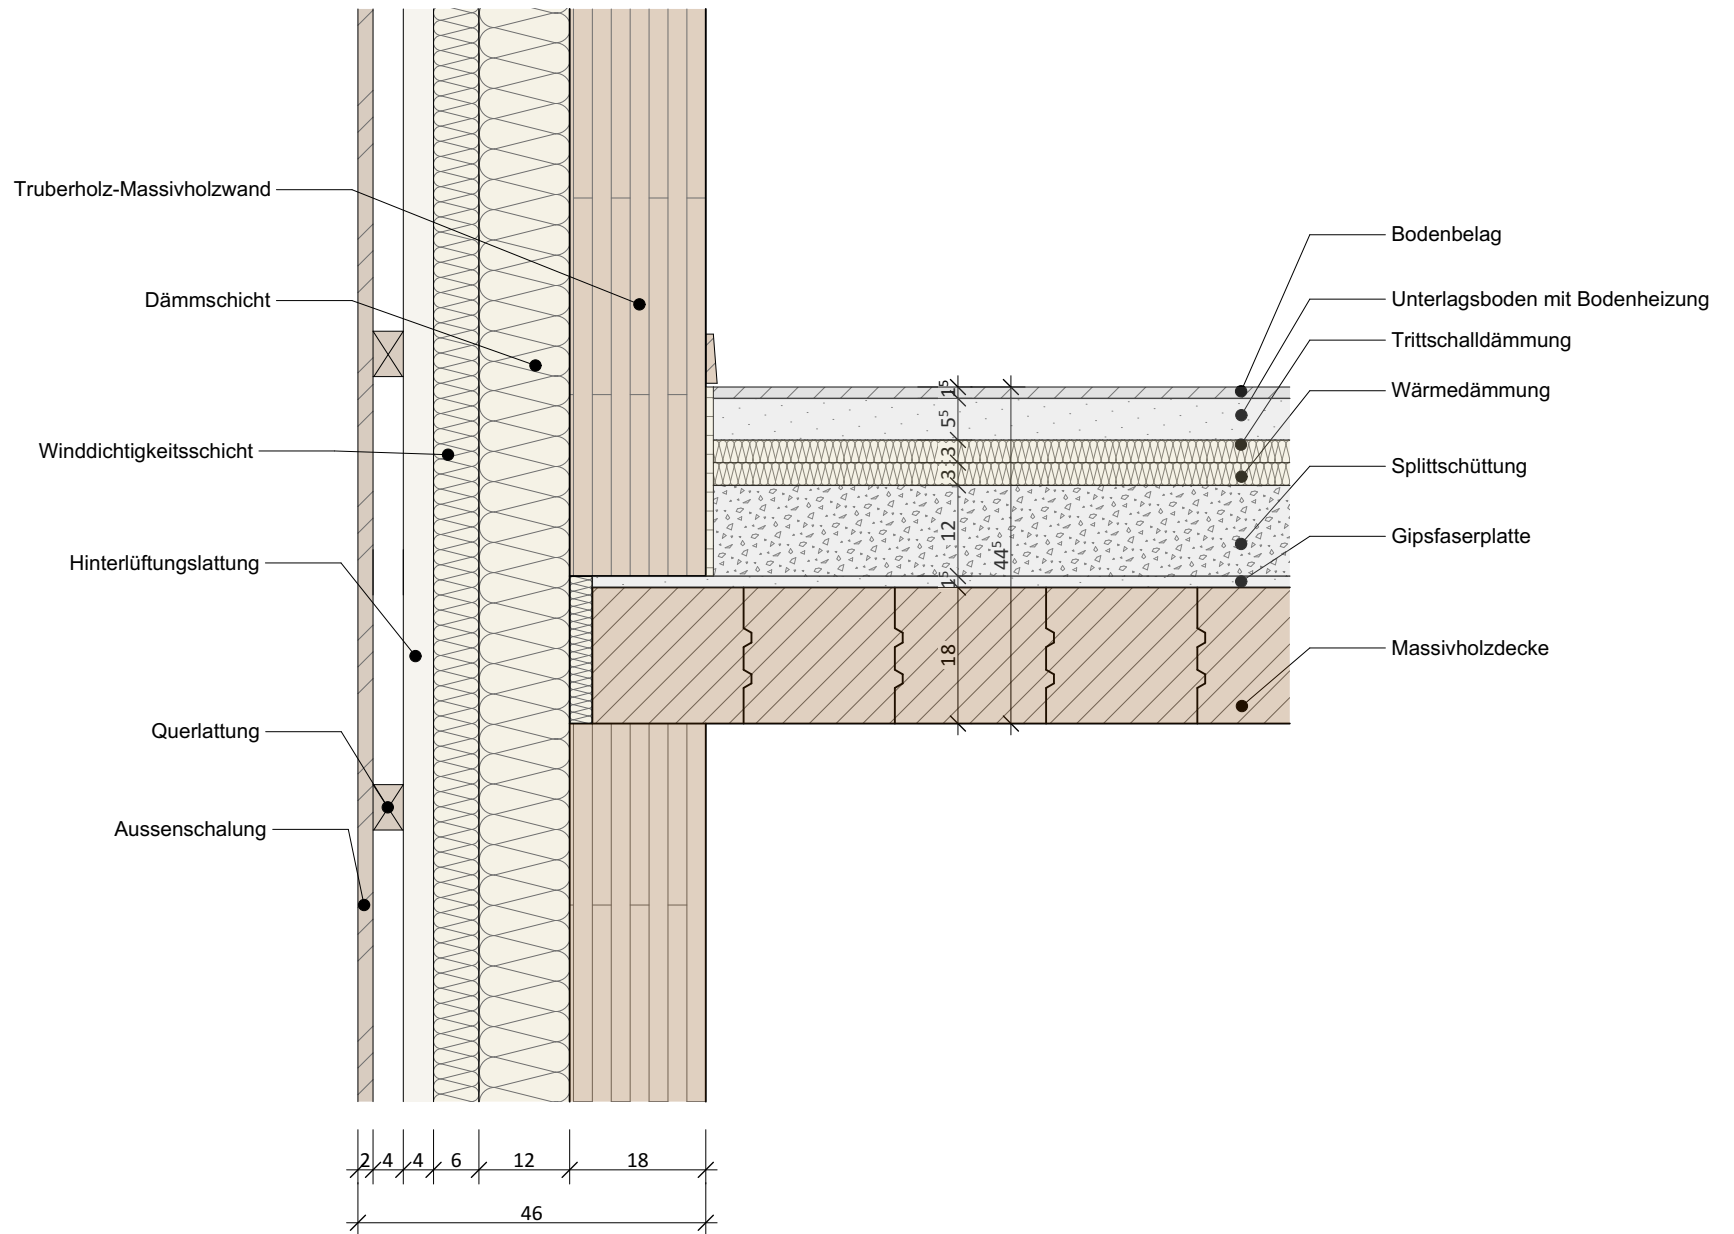 Truberholz-Massivholzwand
Dämmschicht
Winddichtigkeitsschicht
Hinterlüftungslattung
Querlattung
Aussenschalung
Bodenbelag
Unterlagsboden mit Bodenheizung
Trittschalldämmung
Wärmedämmung
Splittschüttung
Gipsfaserplatte
Massivholzdecke
1⁵
5⁵
3
3
12
1⁵
18
44⁵
2 4 4 6 12 18
46